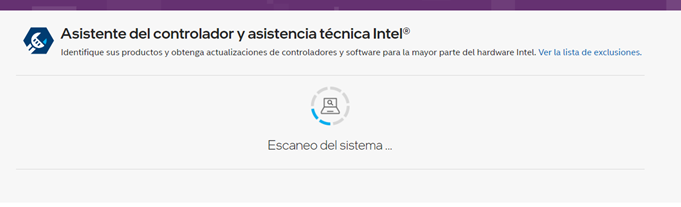 Asistente del controlador y asistencia técnica Intel®
Identifique sus productos y obtenga actualizaciones de controladores y software para la mayor parte del hardware Intel. Ver la lista de exclusiones.
Escaneo del sistema ...